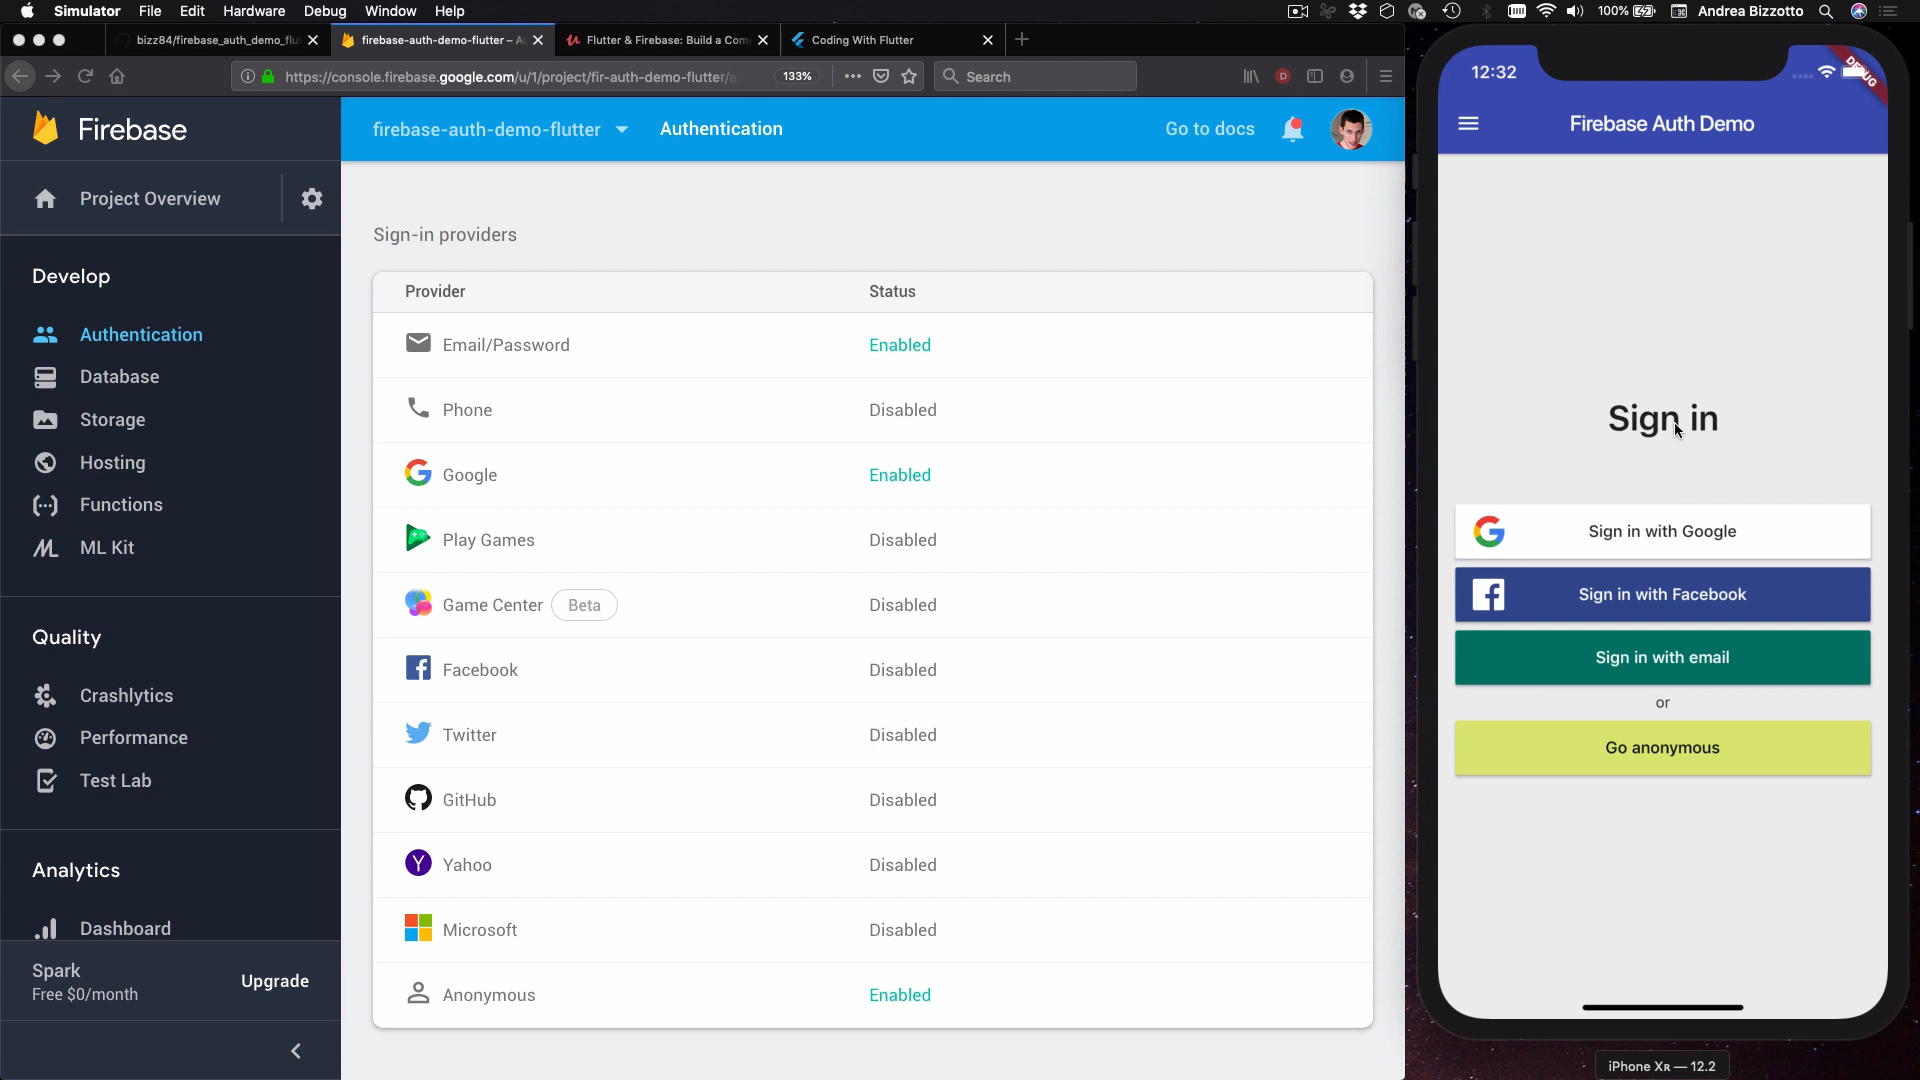 Simulator File Edit Hardware Debug Window Help
100% Andrea Bizzotto
bizz84/firebase_auth_demo_flu
firebase-auth-demo-flutter – Au
Flutter & Firebase: Build a Com
Coding With Flutter
https://console.firebase.google.com/u/1/project/fir-auth-demo-flutter/a
133%
Search
Firebase
firebase-auth-demo-flutter
Authentication
Go to docs
Project Overview
Develop
Authentication
Database
Storage
Hosting
Functions
ML Kit
Quality
Crashlytics
Performance
Test Lab
Analytics
Dashboard
Spark
Free $0/month
Upgrade
Sign-in providers
Provider Status
Email/Password Enabled
Phone Disabled
Google Enabled
Play Games Disabled
Game Center Beta Disabled
Facebook Disabled
Twitter Disabled
GitHub Disabled
Yahoo Disabled
Microsoft Disabled
Anonymous Enabled
12:32
DEBUG
Firebase Auth Demo
Sign in
Sign in with Google
Sign in with Facebook
Sign in with email
or
Go anonymous
iPhone Xʀ — 12.2